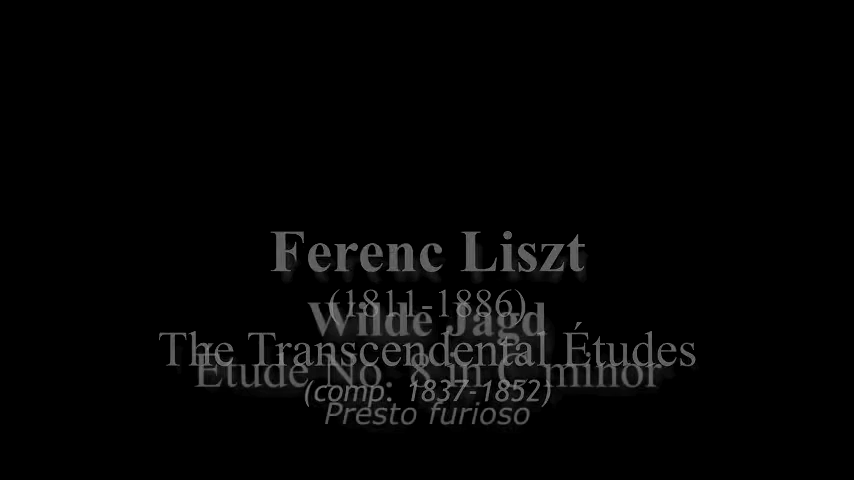 Ferenc Liszt
(1811-1886)
Wilde Jagd
The Transcendental Études
Étude No. 8 in C minor
(comp: 1837-1852)
Presto furioso